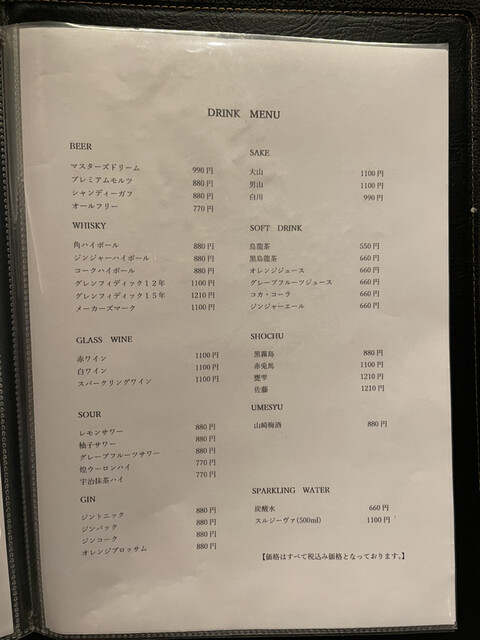 DRINK MENU
BEER
マスターズドリーム 990円
プレミアムモルツ 880円
シャンディーガフ 880円
オールフリー 770円
WHISKY
角ハイボール 880円
ジンジャーハイボール 880円
コークハイボール 880円
グレンフィディック12年 1100円
グレンフィディック15年 1210円
メーカーズマーク 1100円
GLASS WINE
赤ワイン 1100円
白ワイン 1100円
スパークリングワイン 1100円
SOUR
レモンサワー 880円
柚子サワー 880円
グレープフルーツサワー 880円
煌ウーロンハイ 770円
宇治抹茶ハイ 770円
GIN
ジントニック 880円
ジンバック 880円
ジンコーク 880円
オレンジブロッサム 880円
SAKE
大山 1100円
男山 1100円
白川 990円
SOFT DRINK
烏龍茶 550円
黒烏龍茶 660円
オレンジジュース 660円
グレープフルーツジュース 660円
コカ・コーラ 660円
ジンジャーエール 660円
SHOCHU
黒霧島 880円
赤兎馬 1100円
甕雫 1210円
佐藤 1210円
UMESYU
山崎梅酒 880円
SPARKLING WATER
炭酸水 660円
スルジーヴァ(500ml) 1100円
【価格はすべて税込み価格となっております。】